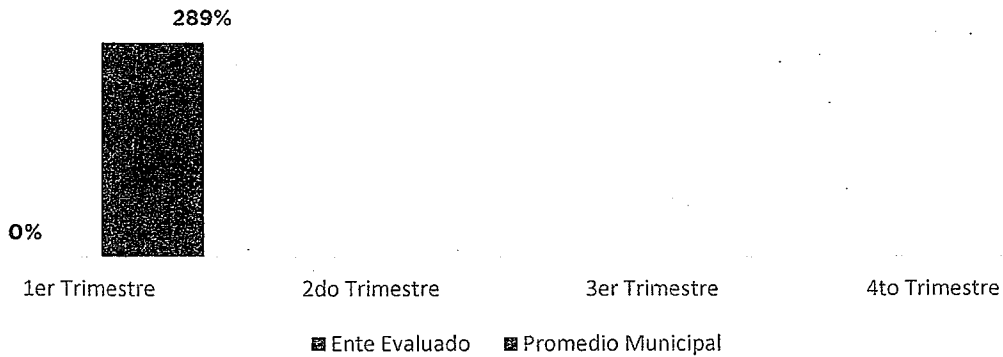 289%
0%
1er Trimestre 2do Trimestre 3er Trimestre 4to Trimestre
Ente Evaluado Promedio Municipal